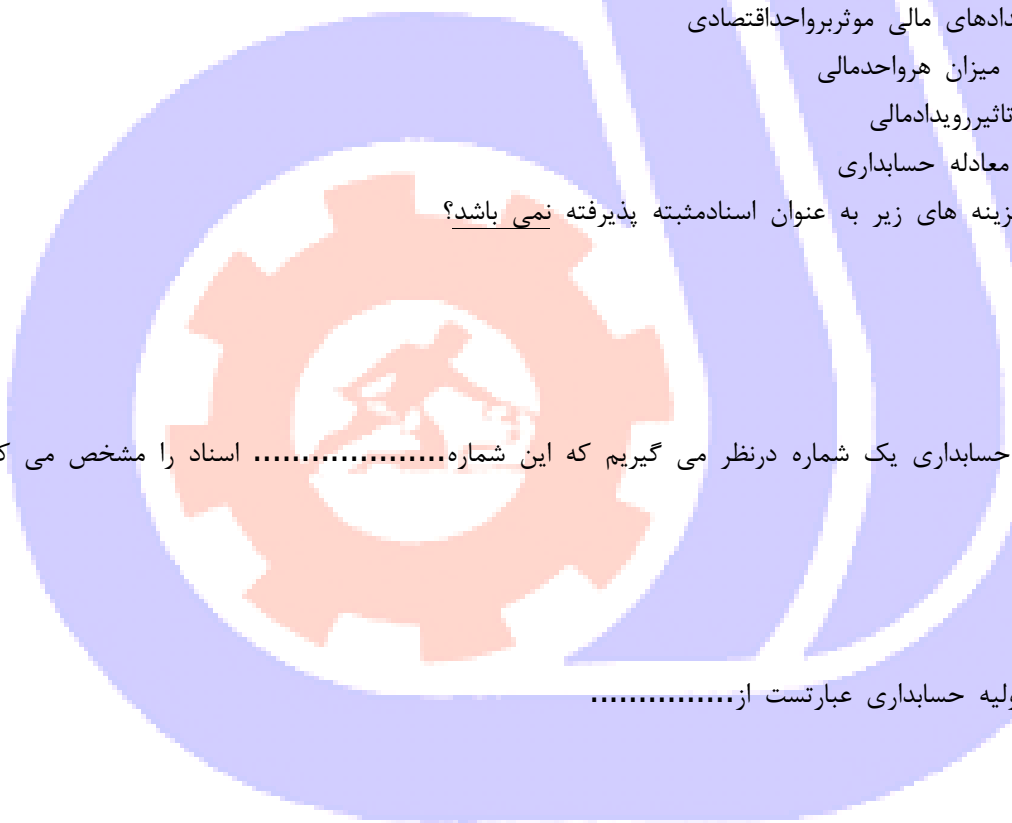 دادهای مالی موثربرواحداقتصادی
میزان هرواحدمالی
تاثیررویدادمالی
معادله حسابداری
زینه های زیر به عنوان اسنادمثبته پذیرفته نمی باشد؟
حسابداری یک شماره درنظر می گیریم که این شماره.................... اسناد را مشخص می ک
ولیه حسابداری عبارتست از...............